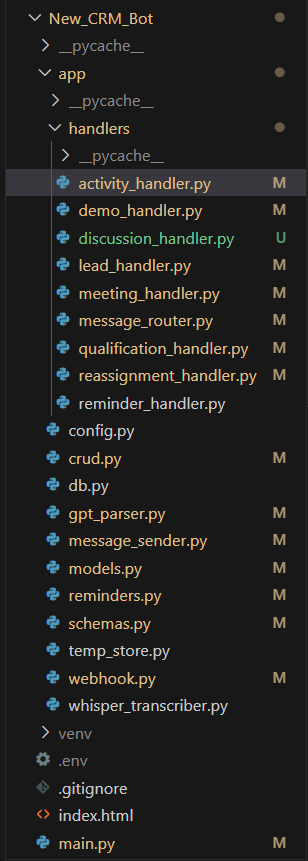 New_CRM_Bot
__pycache__
app
__pycache__
handlers
__pycache__
activity_handler.py M
demo_handler.py M
discussion_handler.py U
lead_handler.py M
meeting_handler.py M
message_router.py M
qualification_handler.py M
reassignment_handler.py M
reminder_handler.py
config.py
crud.py M
db.py
gpt_parser.py M
message_sender.py M
models.py M
reminders.py M
schemas.py M
temp_store.py
webhook.py M
whisper_transcriber.py
venv
.env
.gitignore
index.html
main.py M